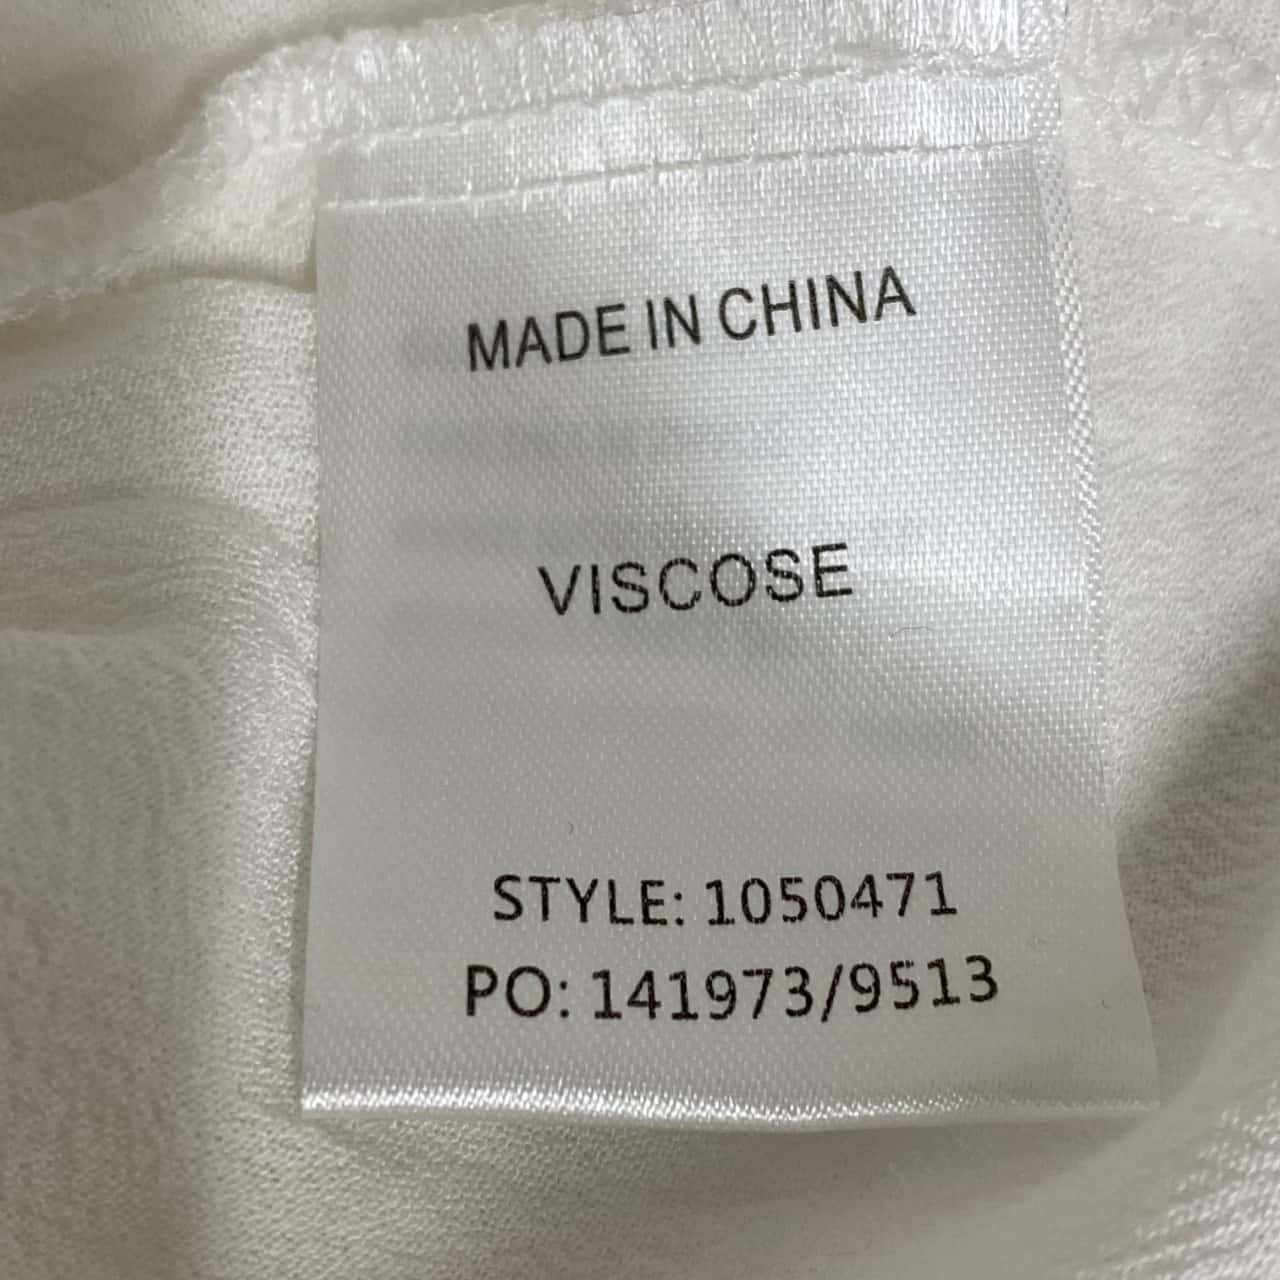 MADE IN CHINA
VISCOSE
STYLE: 1050471
PO: 141973/9513